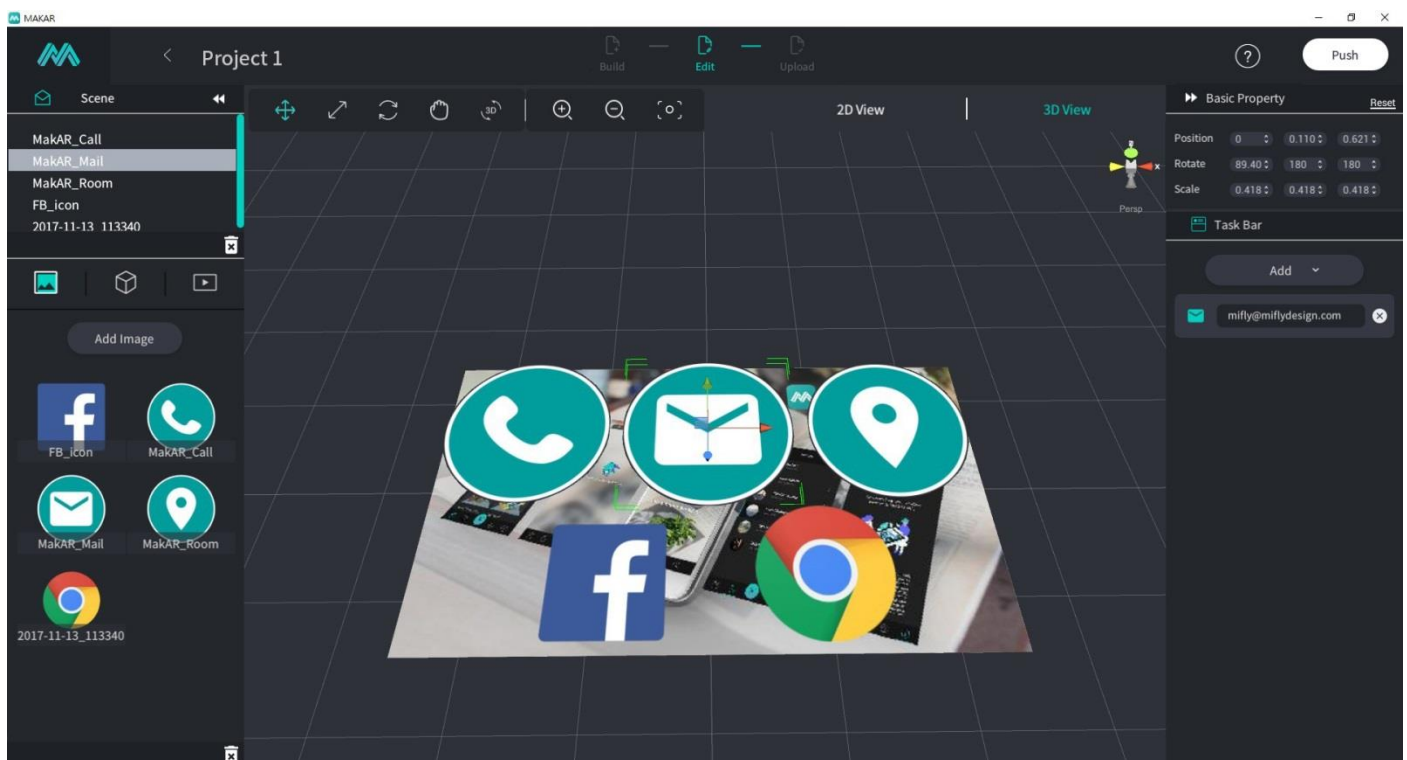 MAKAR
Project 1
Build
Edit
Upload
?
Push
Scene
MakAR_Call
MakAR_Mail
MakAR_Room
FB_icon
2017-11-13_113340
3D
2D View
3D View
y
x
Persp
Add Image
FB_icon
MakAR_Call
MakAR_Mail
MakAR_Room
2017-11-13_113340
Basic Property
Reset
Position 0 0.110 0.621
Rotate 89.40 180 180
Scale 0.418 0.418 0.418
Task Bar
Add
mifly@miflydesign.com